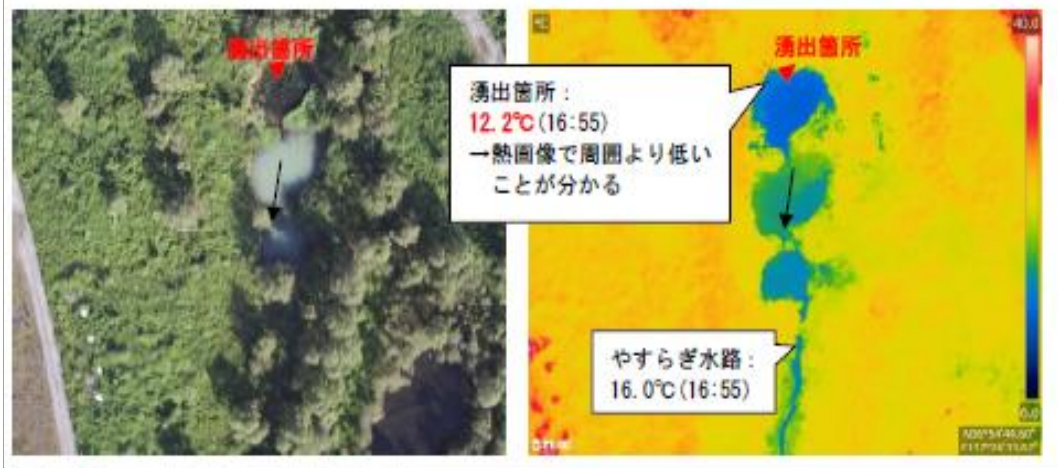 湧出箇所
湧出箇所
湧出箇所:
12.2℃(16:55)
→熱画像で周囲より低い
ことが分かる
やすらぎ水路:
16.0℃(16:55)
℃
40.0
0.0